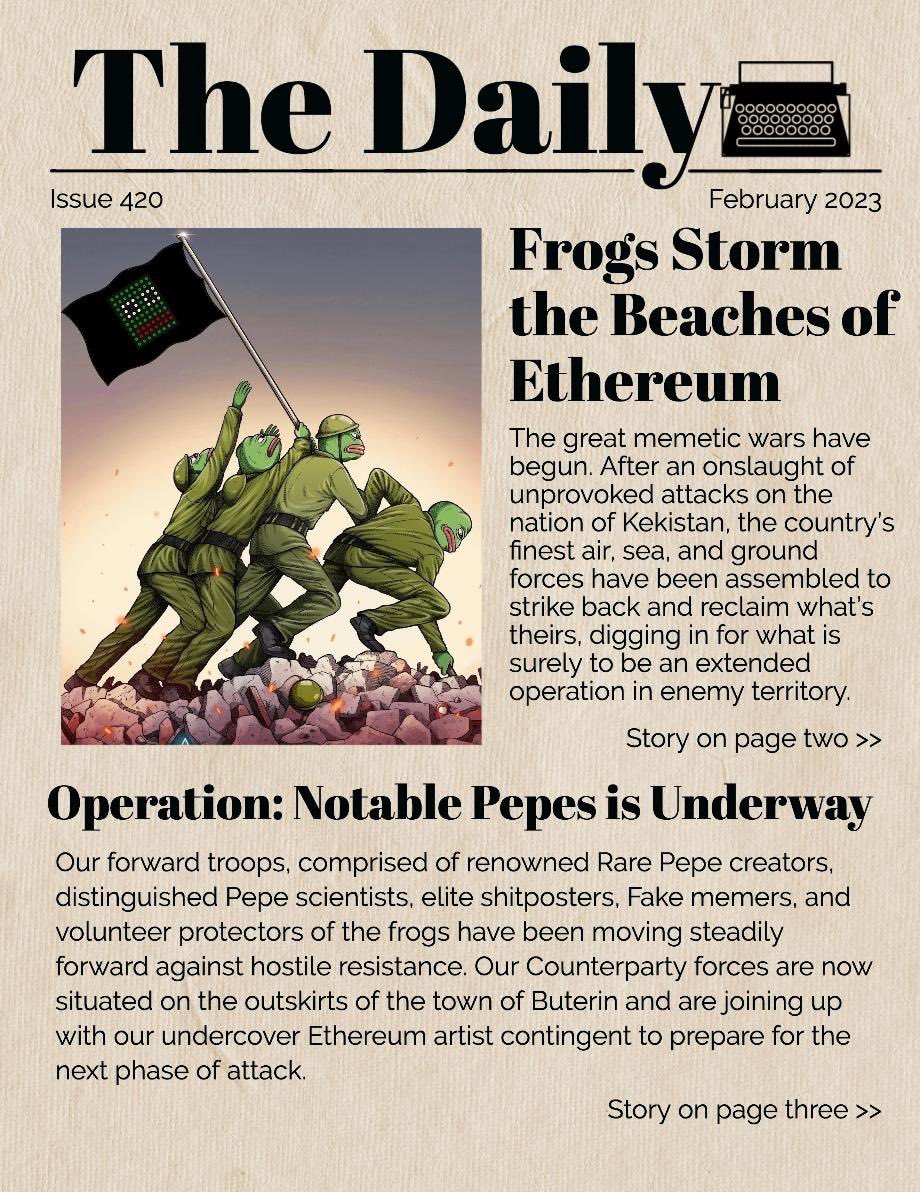 The Daily
Issue 420
February 2023
Frogs Storm
the Beaches of
Ethereum
The great memetic wars have
begun. After an onslaught of
unprovoked attacks on the
nation of Kekistan, the country's
finest air, sea, and ground
forces have been assembled to
strike back and reclaim what's
theirs, digging in for what is
surely to be an extended
operation in enemy territory.
Story on page two >>
Operation: Notable Pepes is Underway
Our forward troops, comprised of renowned Rare Pepe creators,
distinguished Pepe scientists, elite shitposters, Fake memers, and
volunteer protectors of the frogs have been moving steadily
forward against hostile resistance. Our Counterparty forces are now
situated on the outskirts of the town of Buterin and are joining up
with our undercover Ethereum artist contingent to prepare for the
next phase of attack.
Story on page three >>